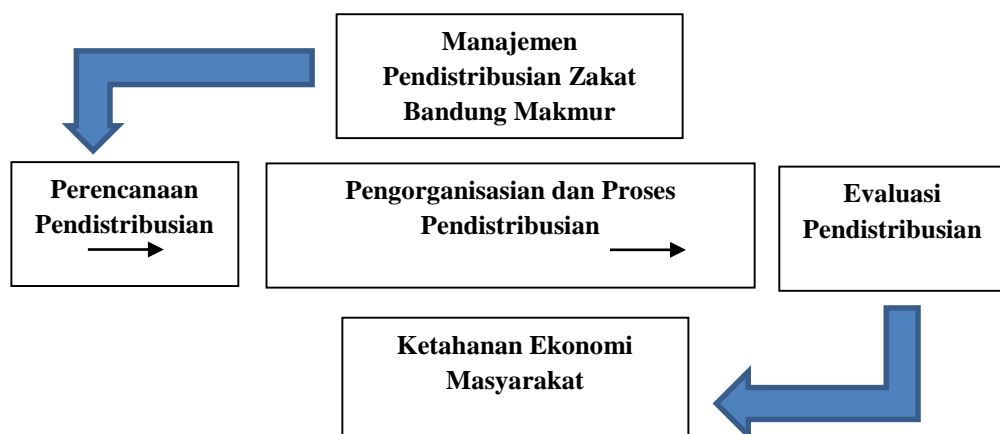 Manajemen
Pendistribusian Zakat
Bandung Makmur
Perencanaan
Pendistribusian
Pengorganisasian dan Proses
Pendistribusian
Evaluasi
Pendistribusian
Ketahanan Ekonomi
Masyarakat